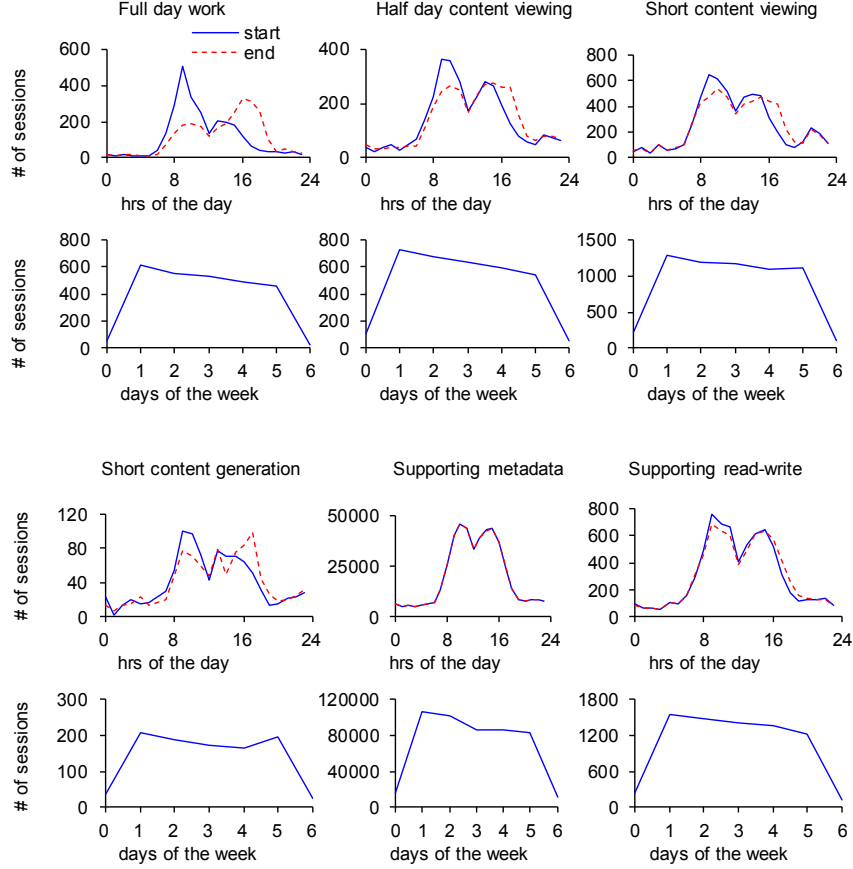 Full day work
Half day content viewing
Short content viewing
start
end
# of sessions
600
400
200
0
0
8
16
24
hrs of the day
400
200
0
0
8
16
24
hrs of the day
800
600
400
200
0
0
8
16
24
hrs of the day
# of sessions
800
600
400
200
0
0 1 2 3 4 5 6
days of the week
800
600
400
200
0
0 1 2 3 4 5 6
days of the week
1500
1000
500
0
0 1 2 3 4 5 6
days of the week
Short content generation
Supporting metadata
Supporting read-write
# of sessions
120
80
40
0
0
8
16
24
hrs of the day
50000
25000
0
0
8
16
24
hrs of the day
800
600
400
200
0
0
8
16
24
hrs of the day
# of sessions
300
200
100
0
0 1 2 3 4 5 6
days of the week
120000
80000
40000
0
0 1 2 3 4 5 6
days of the week
1800
1200
600
0
0 1 2 3 4 5 6
days of the week